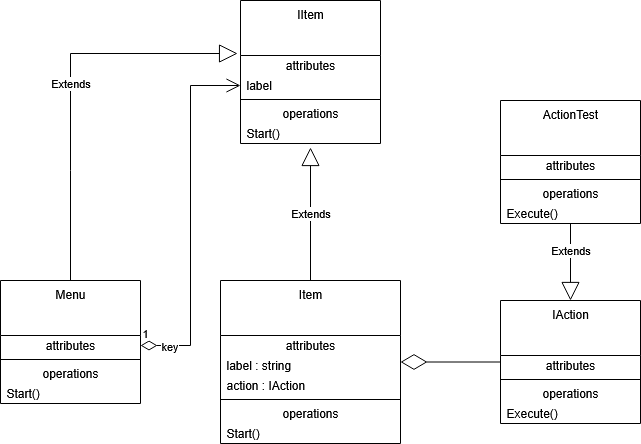 IItem
attributes
label
operations
Start()
Extends
Extends
ActionTest
attributes
operations
Execute()
Extends
Menu
attributes
operations
Start()
1
key
Item
attributes
label : string
action : IAction
operations
Start()
IAction
attributes
operations
Execute()